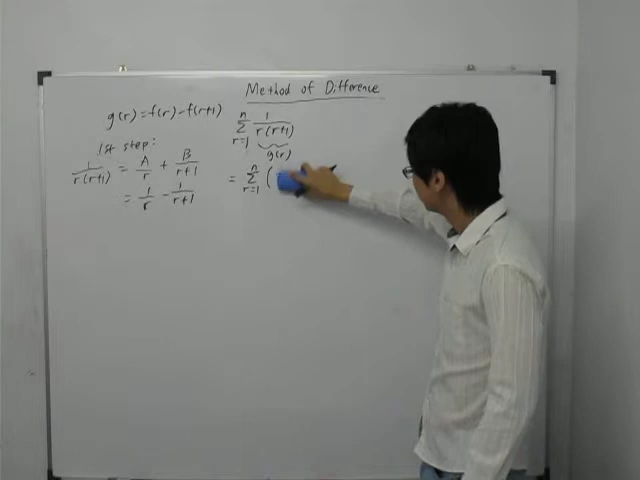 Method of Difference
g(r) = f(r) - f(r+1)
1st step:
1/r(r+1) = A/r + B/r+1
= 1/r - 1/r+1
n Σ r=1 1/r(r+1)
g(r)
= n Σ r=1 (